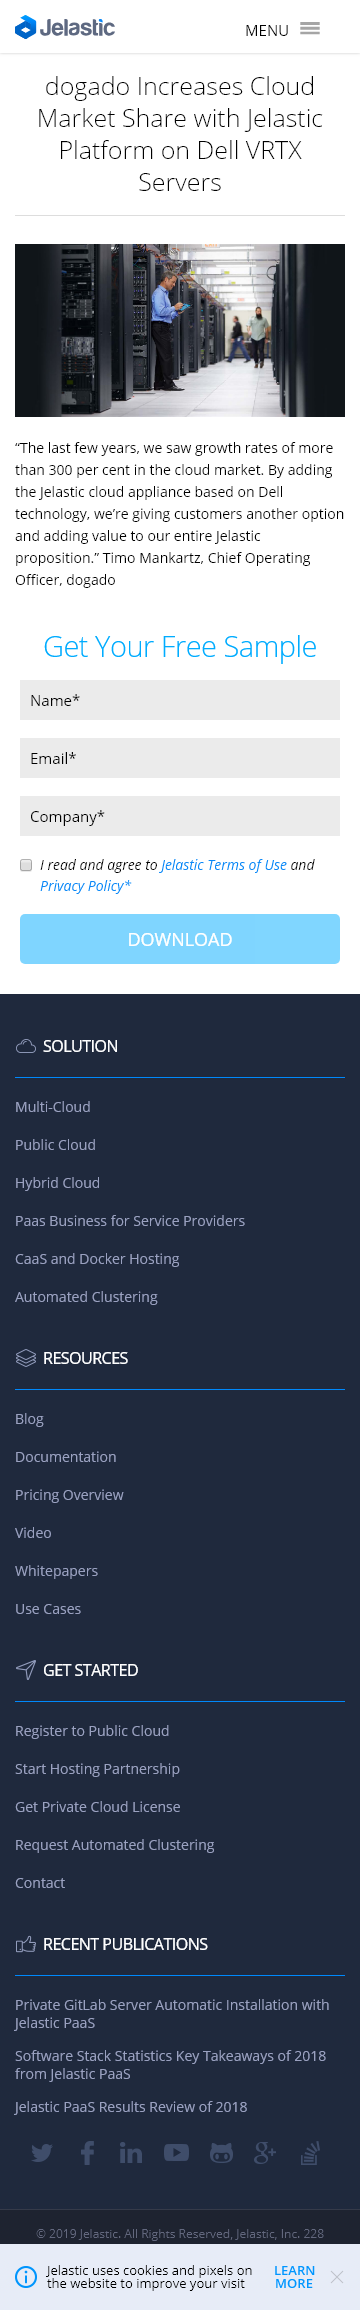 Jelastic
MENU
dogado Increases Cloud
Market Share with Jelastic
Platform on Dell VRTX
Servers
“The last few years, we saw growth rates of more
than 300 per cent in the cloud market. By adding
the Jelastic cloud appliance based on Dell
technology, we’re giving customers another option
and adding value to our entire Jelastic
proposition.” Timo Mankartz, Chief Operating
Officer, dogado
Get Your Free Sample
Name*
Email*
Company*
I read and agree to Jelastic Terms of Use and
Privacy Policy*
DOWNLOAD
SOLUTION
Multi-Cloud
Public Cloud
Hybrid Cloud
Paas Business for Service Providers
CaaS and Docker Hosting
Automated Clustering
RESOURCES
Blog
Documentation
Pricing Overview
Video
Whitepapers
Use Cases
GET STARTED
Register to Public Cloud
Start Hosting Partnership
Get Private Cloud License
Request Automated Clustering
Contact
RECENT PUBLICATIONS
Private GitLab Server Automatic Installation with
Jelastic PaaS
Software Stack Statistics Key Takeaways of 2018
from Jelastic PaaS
Jelastic PaaS Results Review of 2018
© 2019 Jelastic. All Rights Reserved, Jelastic, Inc. 228
Jelastic uses cookies and pixels on
the website to improve your visit
LEARN
MORE